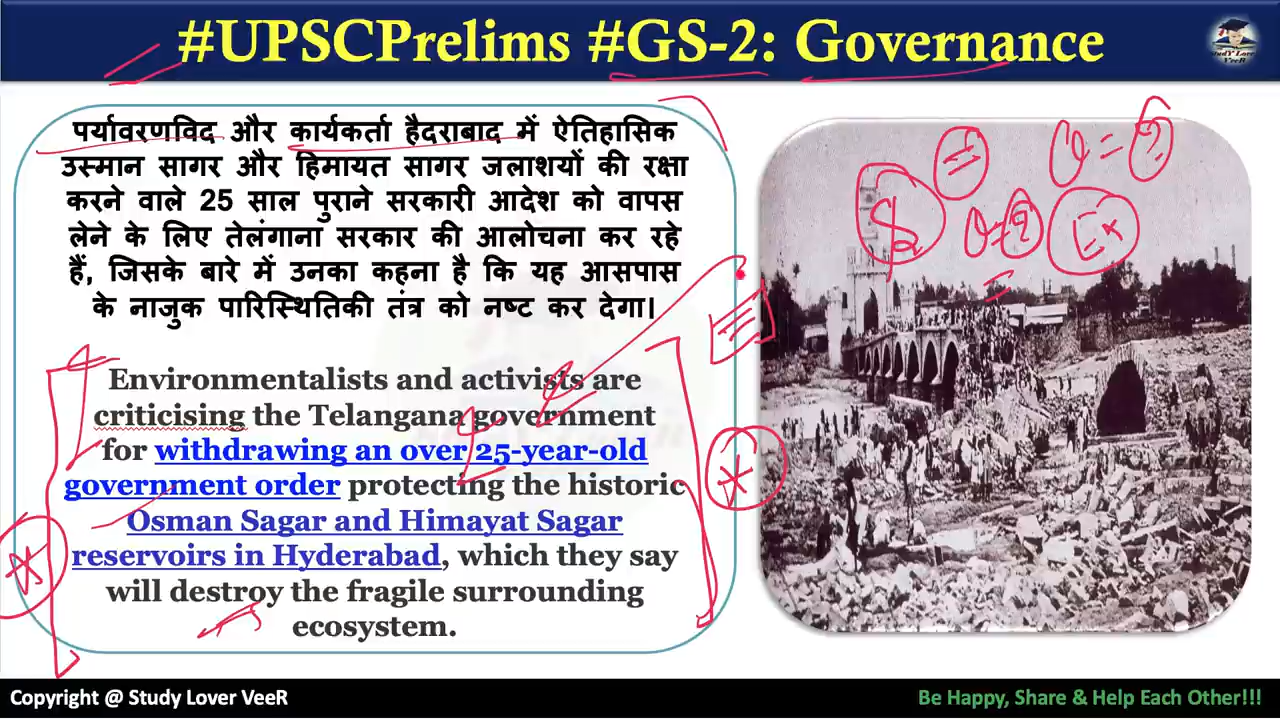 #UPSCPrelims #GS-2: Governance
StudY Lover
VeeR
पर्यावरणविद और कार्यकर्ता हैदराबाद में ऐतिहासिक
उस्मान सागर और हिमायत सागर जलाशयों की रक्षा
करने वाले 25 साल पुराने सरकारी आदेश को वापस
लेने के लिए तेलंगाना सरकार की आलोचना कर रहे
हैं, जिसके बारे में उनका कहना है कि यह आसपास
के नाजुक पारिस्थितिकी तंत्र को नष्ट कर देगा।
Environmentalists and activists are
criticising the Telangana government
for withdrawing an over 25-year-old
government order protecting the historic
Osman Sagar and Himayat Sagar
reservoirs in Hyderabad, which they say
will destroy the fragile surrounding
ecosystem.
Copyright @ Study Lover VeeR
Be Happy, Share & Help Each Other!!!